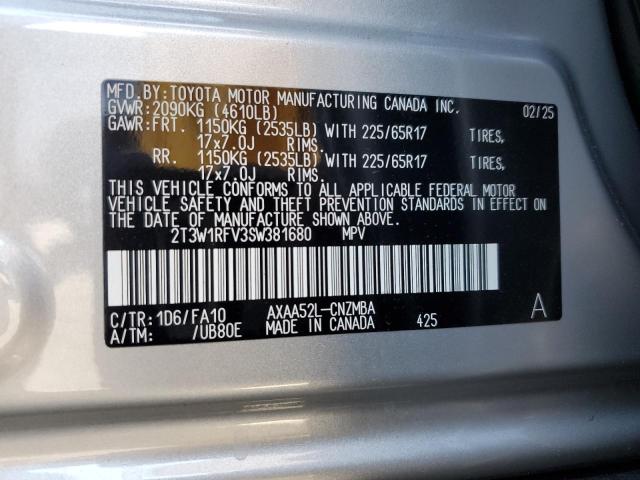 MFD.BY:TOYOTA MOTOR MANUFACTURING CANADA INC. 02/25
GVWR:2090KG (4610LB)
GAWR:FRT. 1150KG (2535LB) WITH 225/65R17 TIRES,
17x7.0J RIMS.
RR. 1150KG (2535LB) WITH 225/65R17 TIRES,
17x7.0J RIMS.
THIS VEHICLE CONFORMS TO ALL APPLICABLE FEDERAL MOTOR
VEHICLE SAFETY AND THEFT PREVENTION STANDARDS IN EFFECT ON
THE DATE OF MANUFACTURE SHOWN ABOVE.
2T3W1RFV3SW381680 MPV
C/TR:1D6/FA10 AXAA52L-CNZMBA
A/TM: /UB80E MADE IN CANADA 425 A